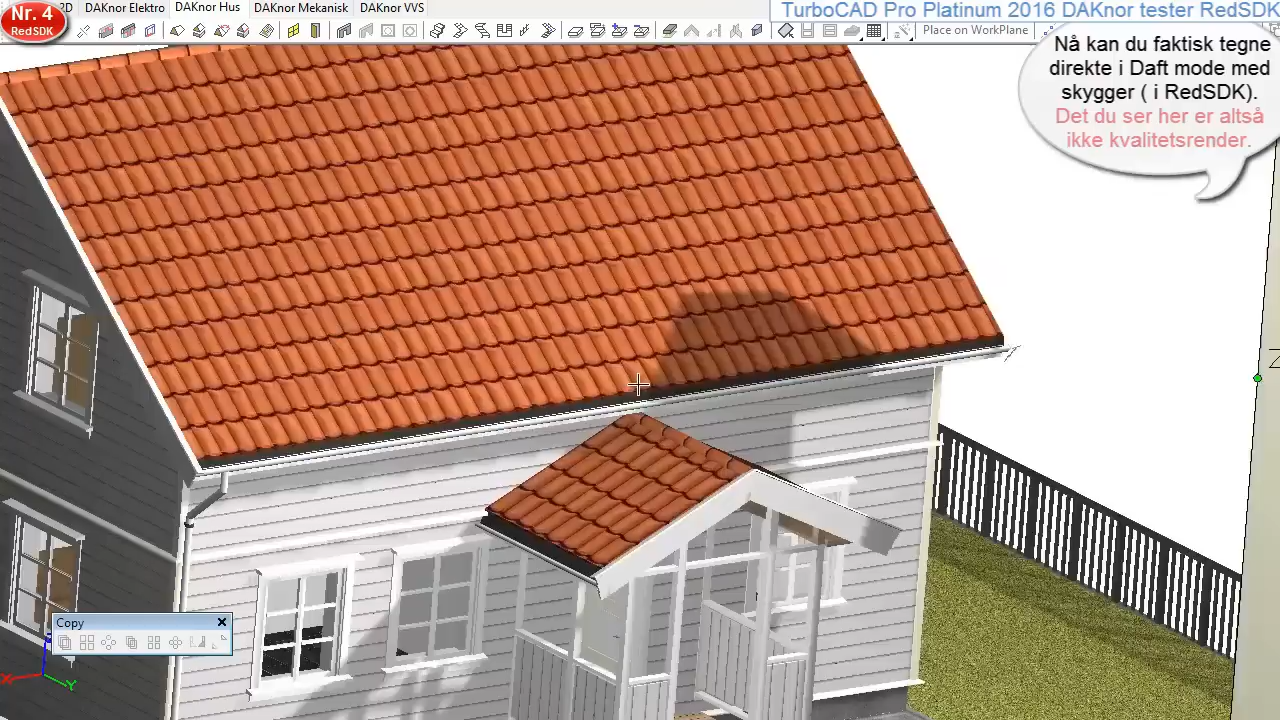 Nr. 4
RedSDK
2D DAKnor Elektro DAKnor Hus DAKnor Mekanisk DAKnor VVS
TurboCAD Pro Platinum 2016 DAKnor tester RedSDK
Place on WorkPlane
Nå kan du faktisk tegne
direkte i Daft mode med
skygger ( i RedSDK).
Det du ser her er altså
ikke kvalitetsrender.
Copy
X
Y
Z